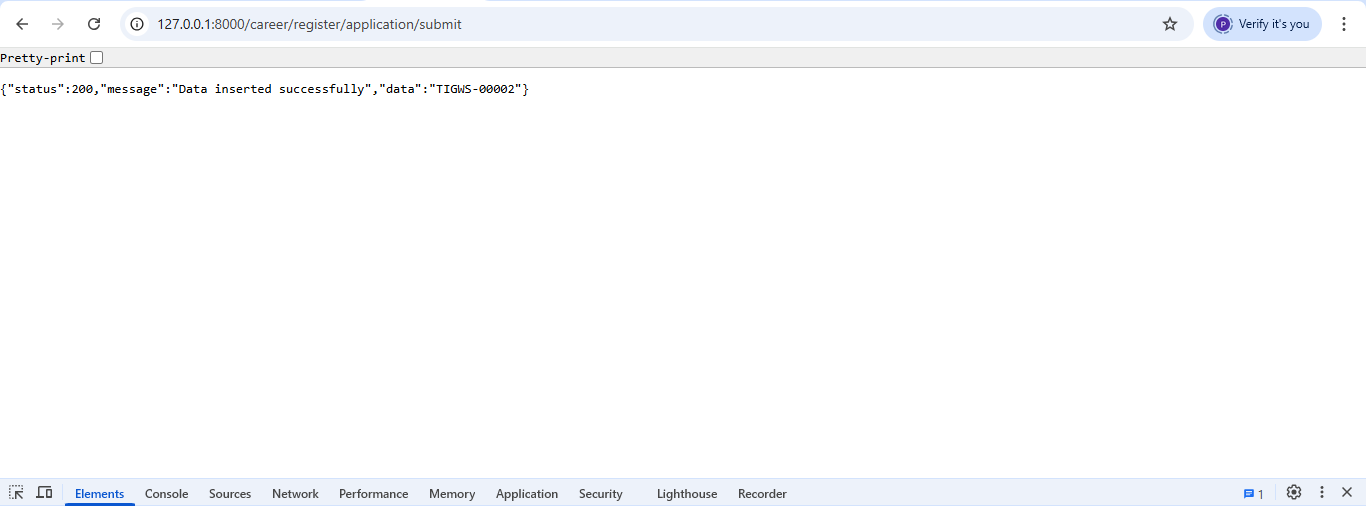 127.0.0.1:8000/career/register/application/submit
P
Verify it's you
Pretty-print
{"status":200,"message":"Data inserted successfully","data":"TIGWS-00002"}
Elements Console Sources Network Performance Memory Application Security Lighthouse Recorder 1